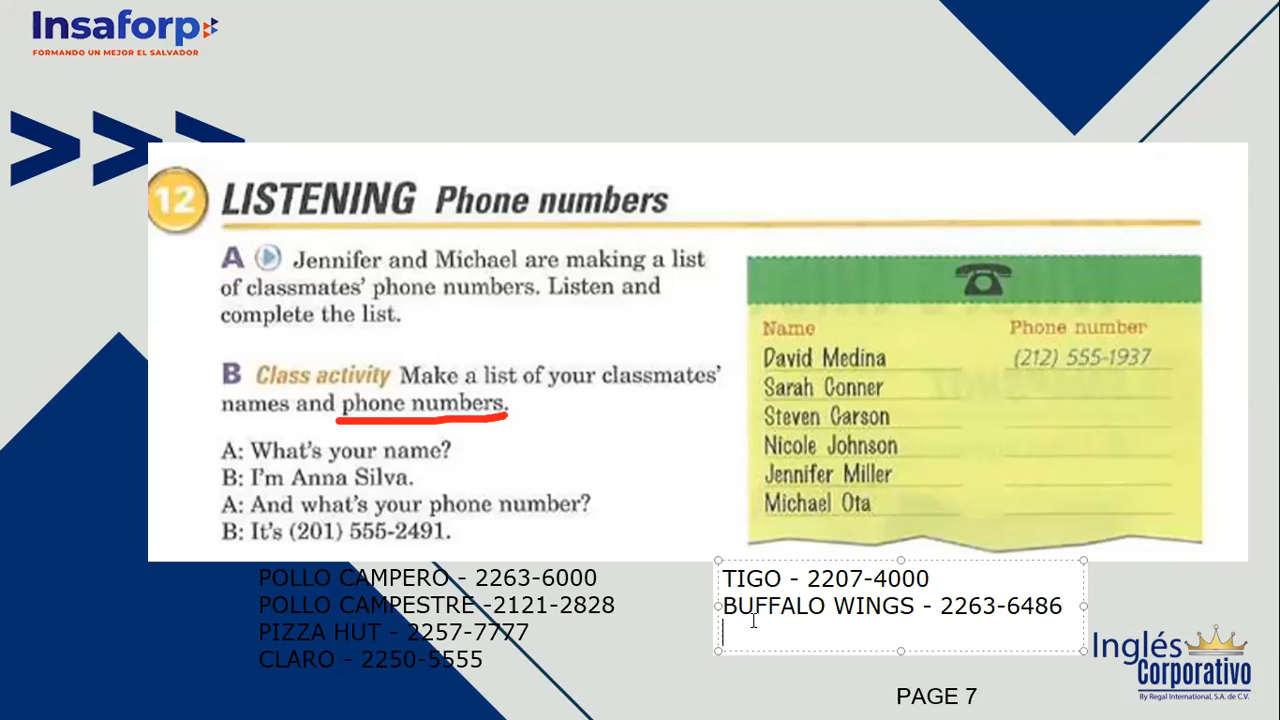 Insaforp
FORMANDO UN MEJOR EL SALVADOR
12 LISTENING Phone numbers
A Jennifer and Michael are making a list
of classmates' phone numbers. Listen and
complete the list.
B Class activity Make a list of your classmates'
names and phone numbers.
A: What's your name?
B: I'm Anna Silva.
A: And what's your phone number?
B: It's (201) 555-2491.
Name Phone number
David Medina (212) 555-1937
Sarah Conner
Steven Carson
Nicole Johnson
Jennifer Miller
Michael Ota
POLLO CAMPERO - 2263-6000
POLLO CAMPESTRE -2121-2828
PIZZA HUT - 2257-7777
CLARO - 2250-5555
TIGO - 2207-4000
BUFFALO WINGS - 2263-6486
Inglés
Corporativo
By Regal International, S.A. de C.V.
PAGE 7